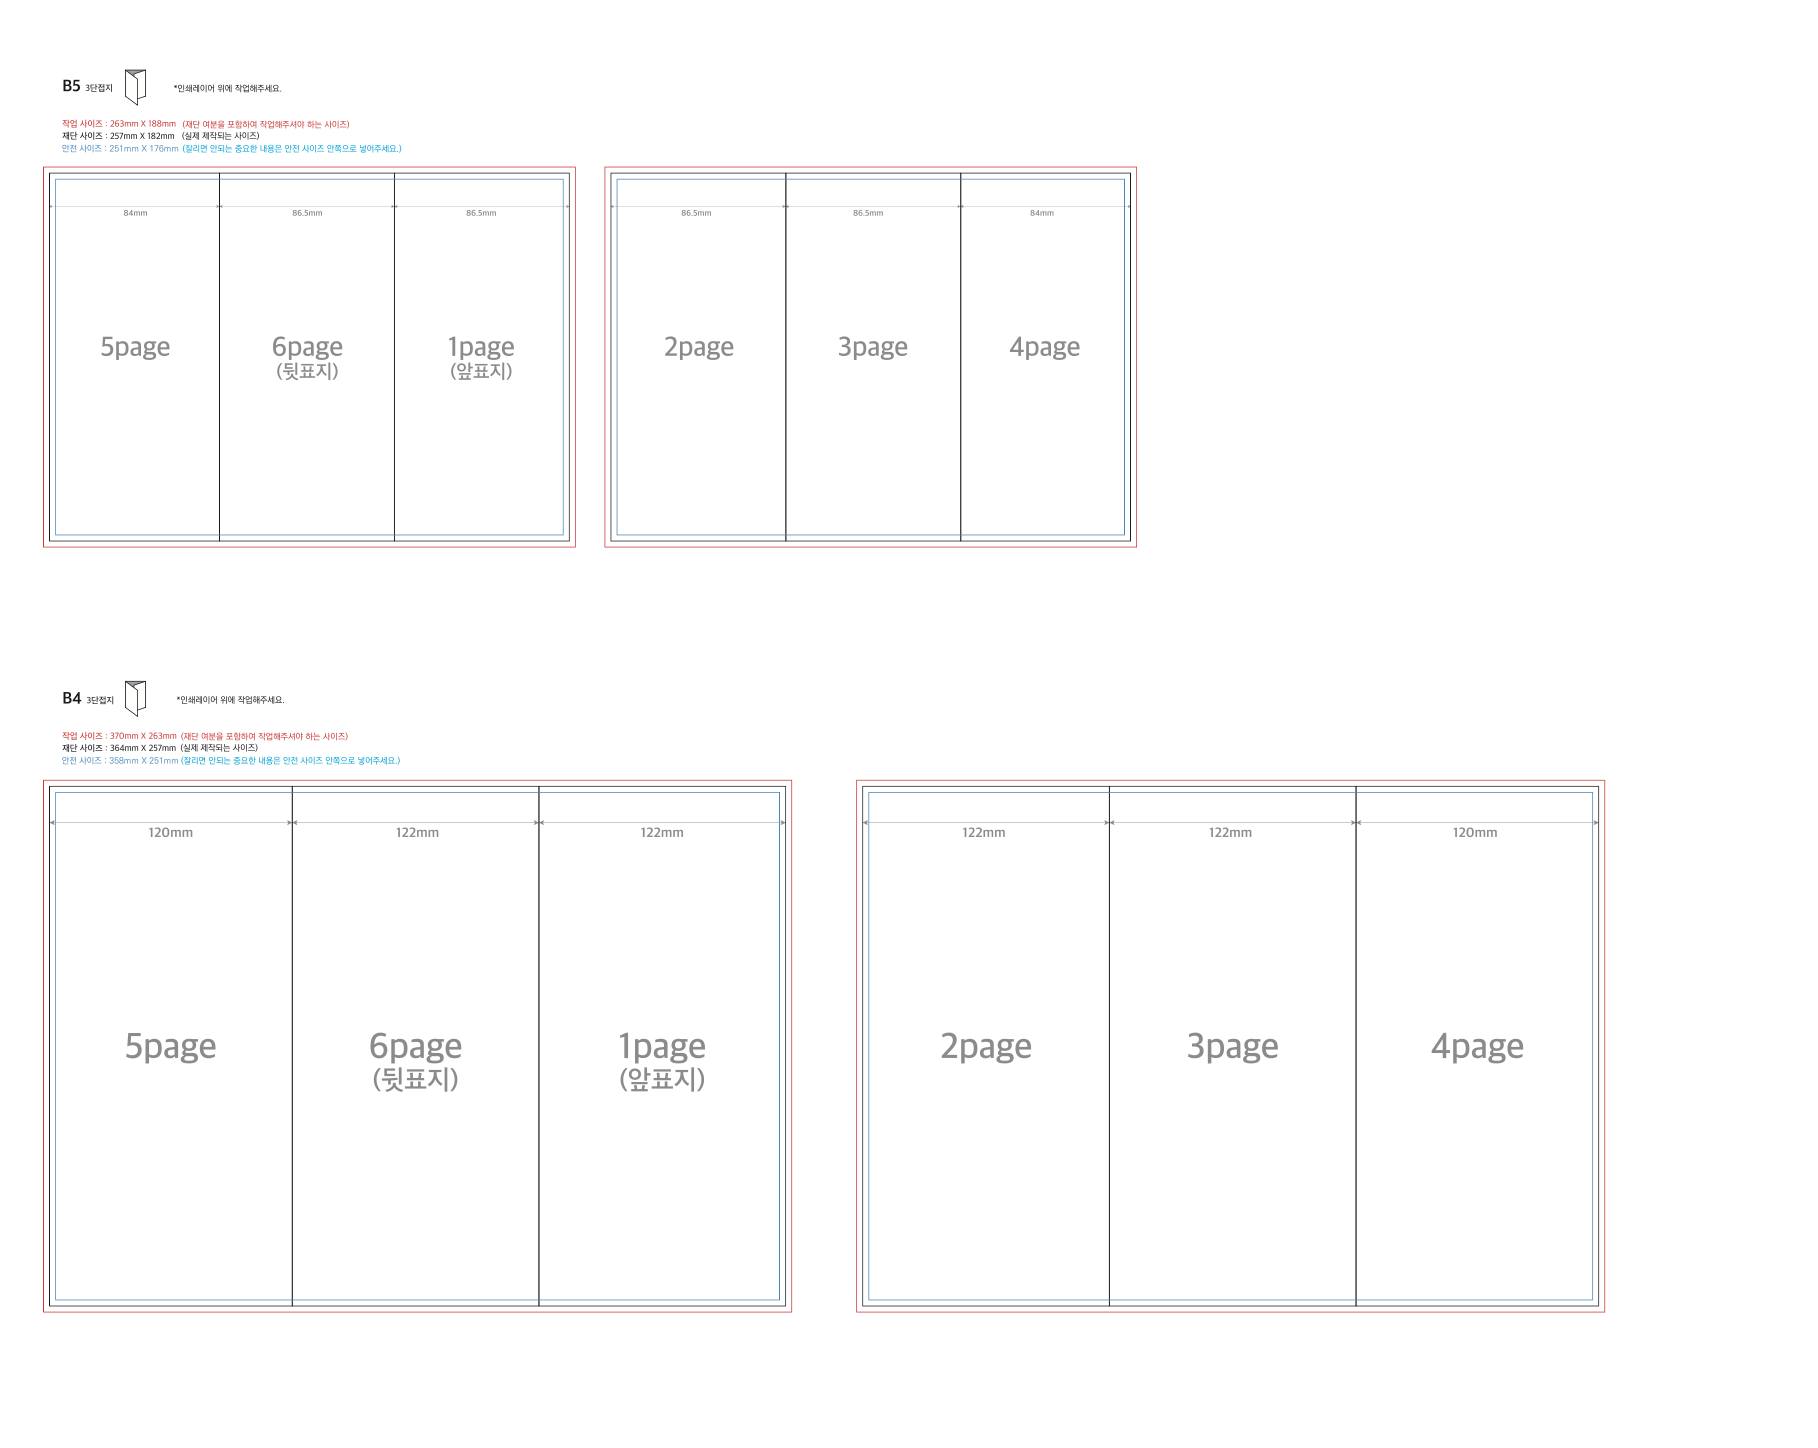 B5 3단접지 *인쇄레이어 위에 작업해주세요.
작업 사이즈 : 263mm X 188mm (재단 여분을 포함하여 작업해주셔야 하는 사이즈)
재단 사이즈 : 257mm X 182mm (실제 제작되는 사이즈)
안전 사이즈 : 251mm X 176mm (잘리면 안되는 중요한 내용은 안전 사이즈 안쪽으로 넣어주세요.)
84mm 86.5mm 86.5mm
5page 6page 1page
(뒷표지) (앞표지)
86.5mm 86.5mm 84mm
2page 3page 4page
B4 3단접지 *인쇄레이어 위에 작업해주세요.
작업 사이즈 : 370mm X 263mm (재단 여분을 포함하여 작업해주셔야 하는 사이즈)
재단 사이즈 : 364mm X 257mm (실제 제작되는 사이즈)
안전 사이즈 : 358mm X 251mm (잘리면 안되는 중요한 내용은 안전 사이즈 안쪽으로 넣어주세요.)
120mm 122mm 122mm
5page 6page 1page
(뒷표지) (앞표지)
122mm 122mm 120mm
2page 3page 4page